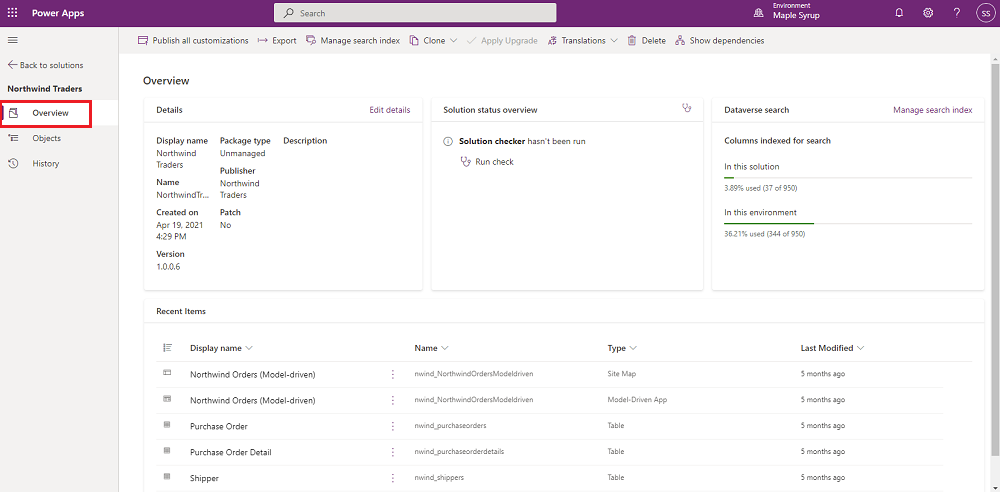 Power Apps
Search
Environment
Maple Syrup
SS
Publish all customizations
Export
Manage search index
Clone
Apply Upgrade
Translations
Delete
Show dependencies
Back to solutions
Northwind Traders
Overview
Objects
History
Overview
Details
Edit details
Display name
Northwind
Traders
Name
NorthwindTr...
Created on
Apr 19, 2021
4:29 PM
Version
1.0.0.6
Package type
Unmanaged
Publisher
Northwind
Traders
Patch
No
Description
Solution status overview
Solution checker hasn't been run
Run check
Dataverse search
Manage search index
Columns indexed for search
In this solution
3.89% used (37 of 950)
In this environment
36.21% used (344 of 950)
Recent Items
Display name Name Type Last Modified
Northwind Orders (Model-driven) nwind_NorthwindOrdersModeldriven Site Map 5 months ago
Northwind Orders (Model-driven) nwind_NorthwindOrdersModeldriven Model-Driven App 5 months ago
Purchase Order nwind_purchaseorders Table 5 months ago
Purchase Order Detail nwind_purchaseorderdetails Table 5 months ago
Shipper nwind_shippers Table 5 months ago